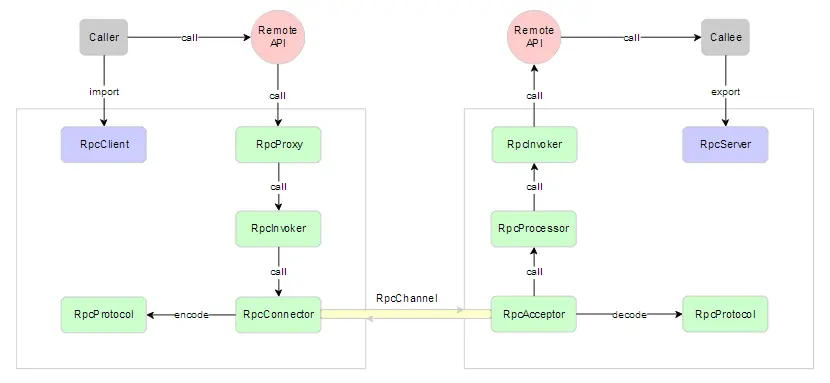 Caller
call
Remote
API
Remote
API
call
Callee
import
call
call
export
RpcClient
RpcProxy
RpcInvoker
RpcServer
call
call
RpcInvoker
RpcProcessor
call
call
RpcChannel
RpcProtocol
encode
RpcConnector
RpcAcceptor
decode
RpcProtocol